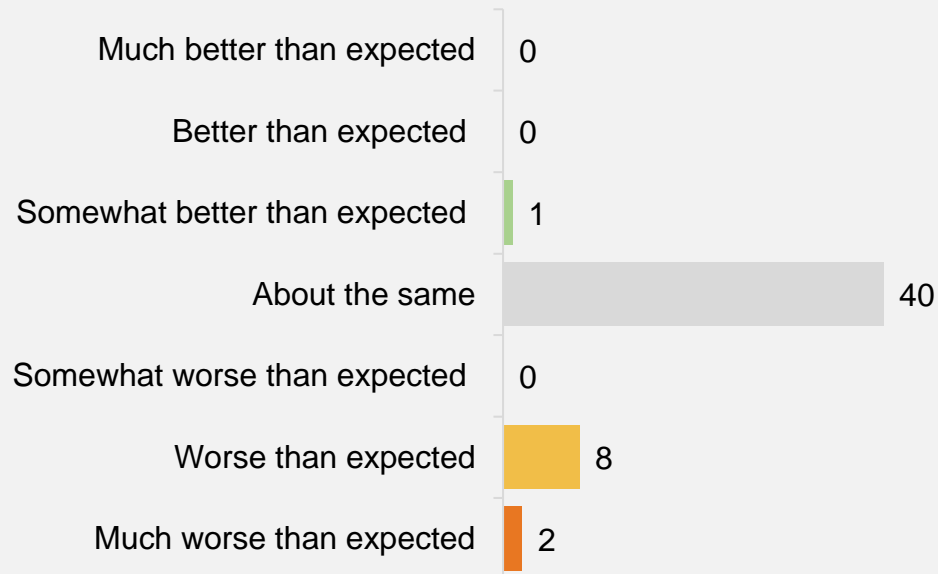 Much better than expected 0
Better than expected 0
Somewhat better than expected 1
About the same 40
Somewhat worse than expected 0
Worse than expected 8
Much worse than expected 2